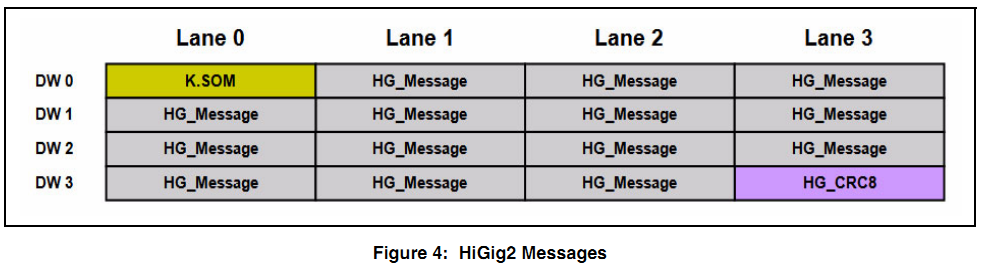 Lane 0 Lane 1 Lane 2 Lane 3
DW 0 K.SOM HG_Message HG_Message HG_Message
DW 1 HG_Message HG_Message HG_Message HG_Message
DW 2 HG_Message HG_Message HG_Message HG_Message
DW 3 HG_Message HG_Message HG_Message HG_CRC8
Figure 4: HiGig2 Messages